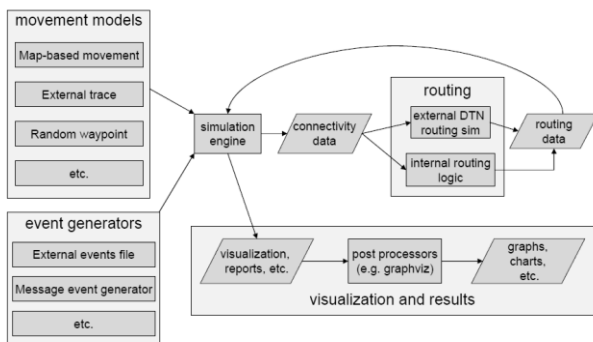 movement models
Map-based movement
External trace
Random waypoint
etc.
event generators
External events file
Message event generator
etc.
simulation
engine
connectivity
data
routing
external DTN
routing sim
internal routing
logic
routing
data
visualization,
reports, etc.
post processors
(e.g. graphviz)
graphs,
charts,
etc.
visualization and results